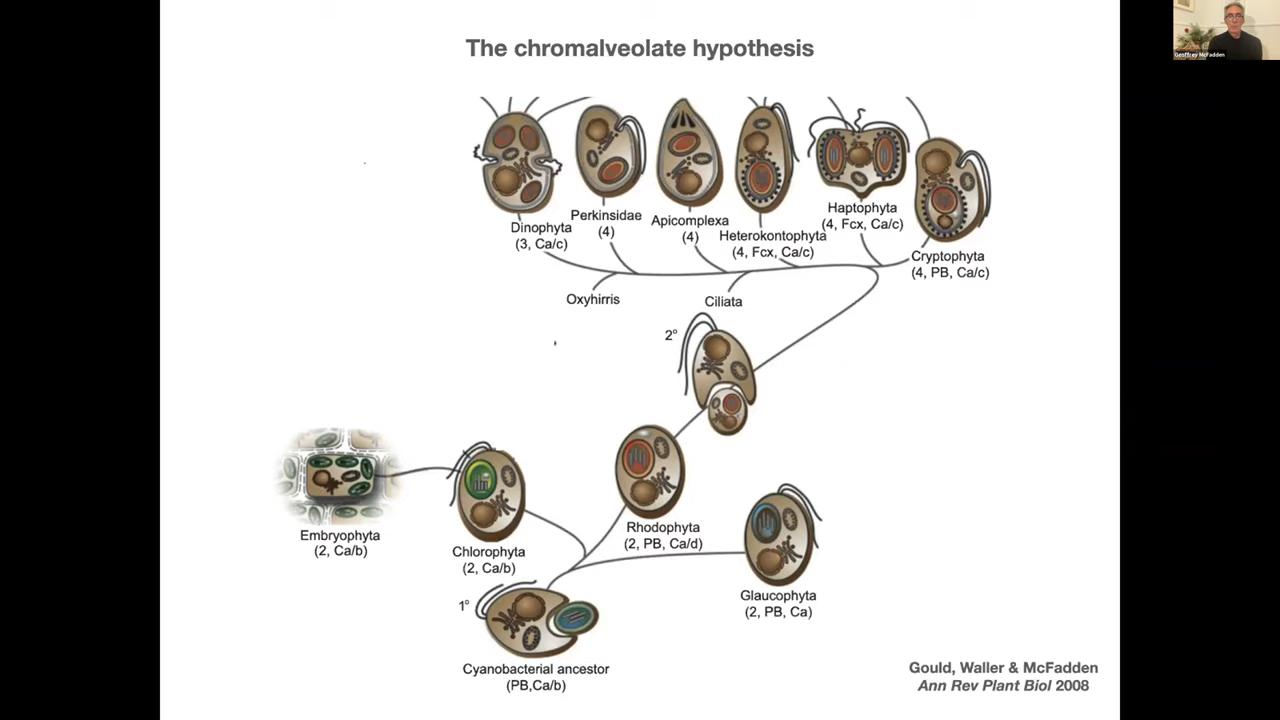 The chromalveolate hypothesis
Geoffrey McFadden
Dinophyta
(3, Ca/c)
Perkinsidae
(4)
Apicomplexa
(4)
Heterokontophyta
(4, Fcx, Ca/c)
Haptophyta
(4, Fcx, Ca/c)
Cryptophyta
(4, PB, Ca/c)
Oxyhirris
Ciliata
2°
Embryophyta
(2, Ca/b)
Chlorophyta
(2, Ca/b)
Rhodophyta
(2, PB, Ca/d)
Glaucophyta
(2, PB, Ca)
1°
Cyanobacterial ancestor
(PB,Ca/b)
Gould, Waller & McFadden
Ann Rev Plant Biol 2008